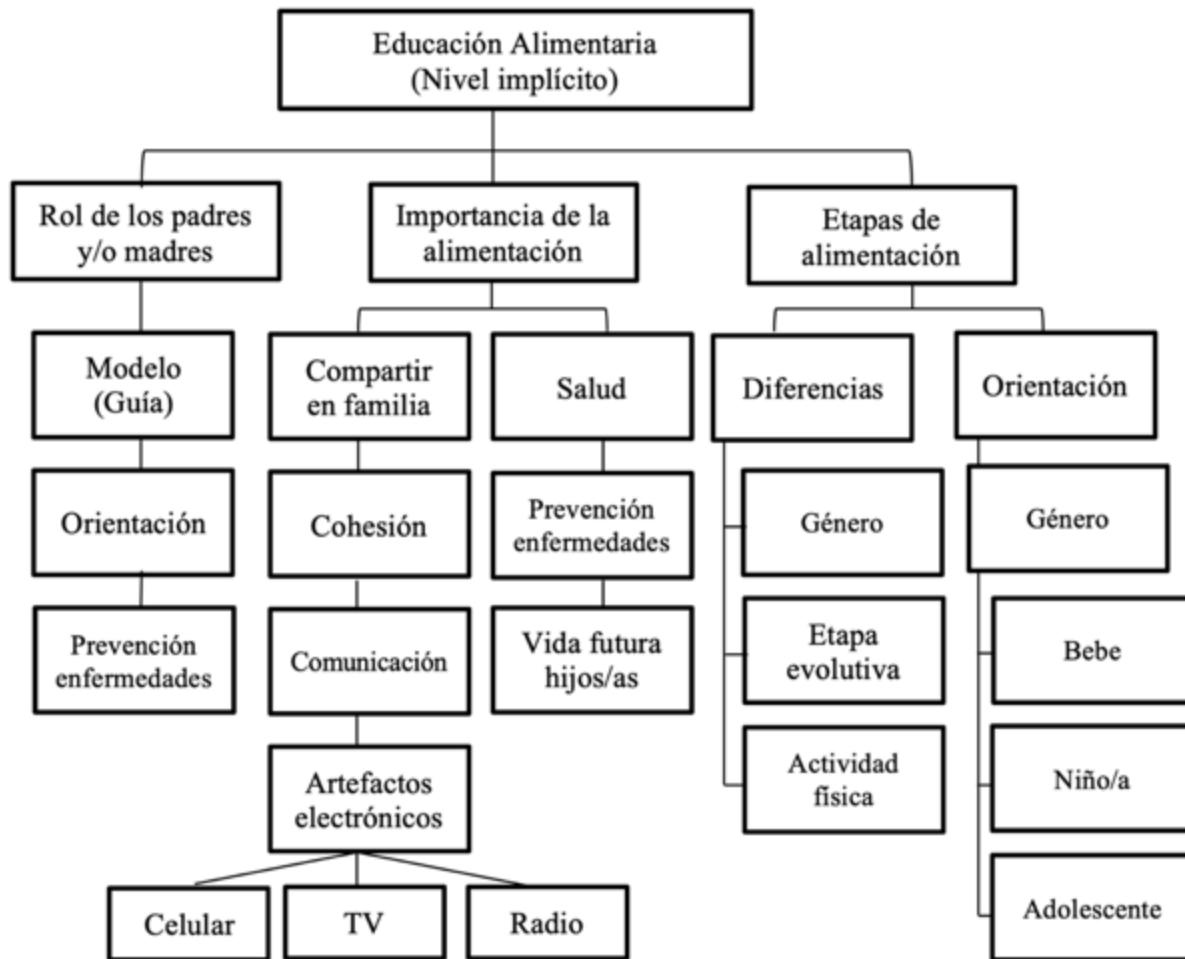 Educación Alimentaria
(Nivel implícito)
Rol de los padres
y/o madres
Importancia de la
alimentación
Etapas de
alimentación
Modelo
(Guía)
Compartir
en familia
Salud
Diferencias
Orientación
Orientación
Cohesión
Prevención
enfermedades
Género
Género
Prevención
enfermedades
Comunicación
Vida futura
hijos/as
Etapa
evolutiva
Bebe
Artefactos
electrónicos
Actividad
física
Niño/a
Celular
TV
Radio
Adolescente